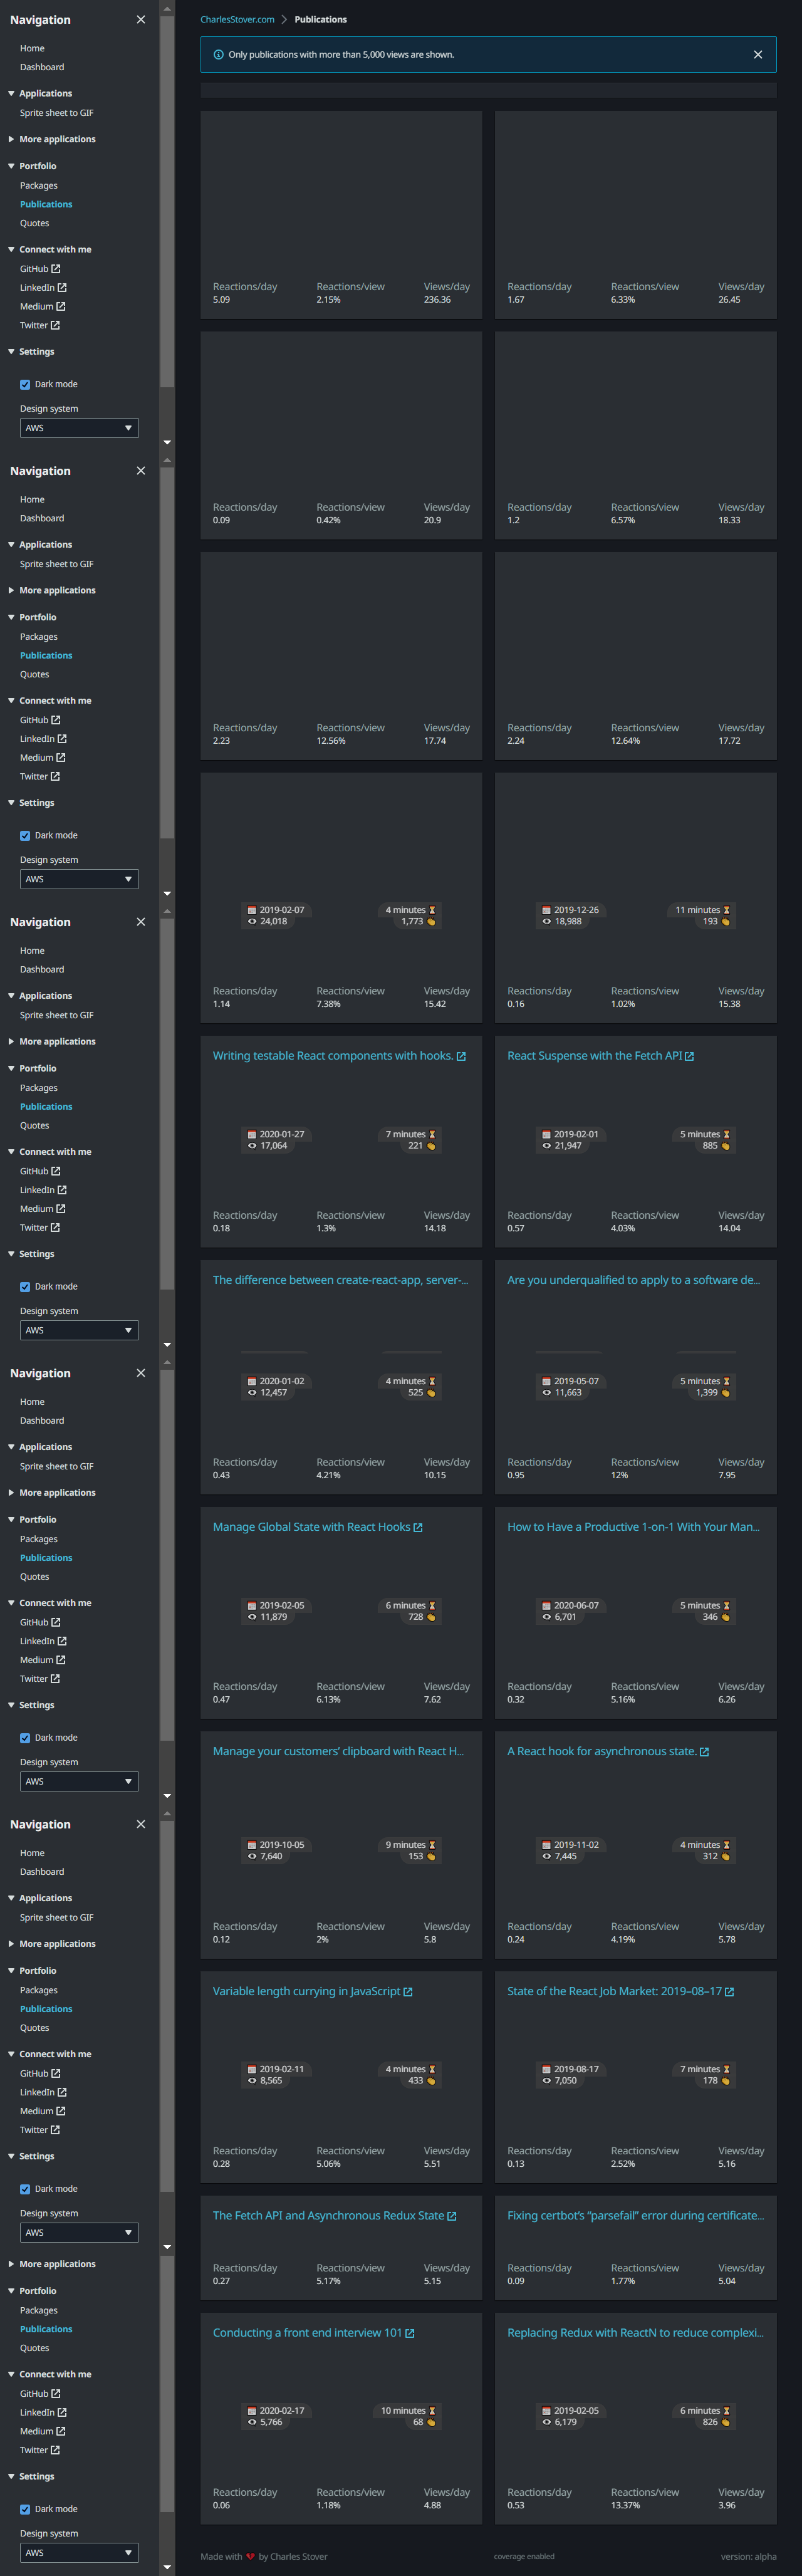 Navigation
Home
Dashboard
Applications
Sprite sheet to GIF
More applications
Portfolio
Packages
Publications
Quotes
Connect with me
GitHub
LinkedIn
Medium
Twitter
Settings
Dark mode
Design system
AWS
Navigation
Home
Dashboard
Applications
Sprite sheet to GIF
More applications
Portfolio
Packages
Publications
Quotes
Connect with me
GitHub
LinkedIn
Medium
Twitter
Settings
Dark mode
Design system
AWS
Navigation
Home
Dashboard
Applications
Sprite sheet to GIF
More applications
Portfolio
Packages
Publications
Quotes
Connect with me
GitHub
LinkedIn
Medium
Twitter
Settings
Dark mode
Design system
AWS
Navigation
Home
Dashboard
Applications
Sprite sheet to GIF
More applications
Portfolio
Packages
Publications
Quotes
Connect with me
GitHub
LinkedIn
Medium
Twitter
Settings
Dark mode
Design system
AWS
Navigation
Home
Dashboard
Applications
Sprite sheet to GIF
More applications
Portfolio
Packages
Publications
Quotes
Connect with me
GitHub
LinkedIn
Medium
Twitter
Settings
Dark mode
Design system
AWS
More applications
Portfolio
Packages
Publications
Quotes
Connect with me
GitHub
LinkedIn
Medium
Twitter
Settings
Dark mode
Design system
AWS
CharlesStover.com Publications
Only publications with more than 5,000 views are shown.
Reactions/day Reactions/view Views/day
5.09 2.15% 236.36
Reactions/day Reactions/view Views/day
1.67 6.33% 26.45
Reactions/day Reactions/view Views/day
0.09 0.42% 20.9
Reactions/day Reactions/view Views/day
1.2 6.57% 18.33
Reactions/day Reactions/view Views/day
2.23 12.56% 17.74
Reactions/day Reactions/view Views/day
2.24 12.64% 17.72
2019-02-07 4 minutes
24,018 1,773
Reactions/day Reactions/view Views/day
1.14 7.38% 15.42
2019-12-26 11 minutes
18,988 193
Reactions/day Reactions/view Views/day
0.16 1.02% 15.38
Writing testable React components with hooks.
2020-01-27 7 minutes
17,064 221
Reactions/day Reactions/view Views/day
0.18 1.3% 14.18
React Suspense with the Fetch API
2019-02-01 5 minutes
21,947 885
Reactions/day Reactions/view Views/day
0.57 4.03% 14.04
The difference between create-react-app, server-...
2020-01-02 4 minutes
12,457 525
Reactions/day Reactions/view Views/day
0.43 4.21% 10.15
Are you underqualified to apply to a software de...
2019-05-07 5 minutes
11,663 1,399
Reactions/day Reactions/view Views/day
0.95 12% 7.95
Manage Global State with React Hooks
2019-02-05 6 minutes
11,879 728
Reactions/day Reactions/view Views/day
0.47 6.13% 7.62
How to Have a Productive 1-on-1 With Your Man...
2020-06-07 5 minutes
6,701 346
Reactions/day Reactions/view Views/day
0.32 5.16% 6.26
Manage your customers’ clipboard with React H...
2019-10-05 9 minutes
7,640 153
Reactions/day Reactions/view Views/day
0.12 2% 5.8
A React hook for asynchronous state.
2019-11-02 4 minutes
7,445 312
Reactions/day Reactions/view Views/day
0.24 4.19% 5.78
Variable length currying in JavaScript
2019-02-11 4 minutes
8,565 433
Reactions/day Reactions/view Views/day
0.28 5.06% 5.51
State of the React Job Market: 2019–08–17
2019-08-17 7 minutes
7,050 178
Reactions/day Reactions/view Views/day
0.13 2.52% 5.16
The Fetch API and Asynchronous Redux State
Reactions/day Reactions/view Views/day
0.27 5.17% 5.15
Fixing certbot’s “parsefail” error during certificate...
Reactions/day Reactions/view Views/day
0.09 1.77% 5.04
Conducting a front end interview 101
2020-02-17 10 minutes
5,766 68
Reactions/day Reactions/view Views/day
0.06 1.18% 4.88
Replacing Redux with ReactN to reduce complexi...
2019-02-05 6 minutes
6,179 826
Reactions/day Reactions/view Views/day
0.53 13.37% 3.96
Made with by Charles Stover
coverage enabled
version: alpha